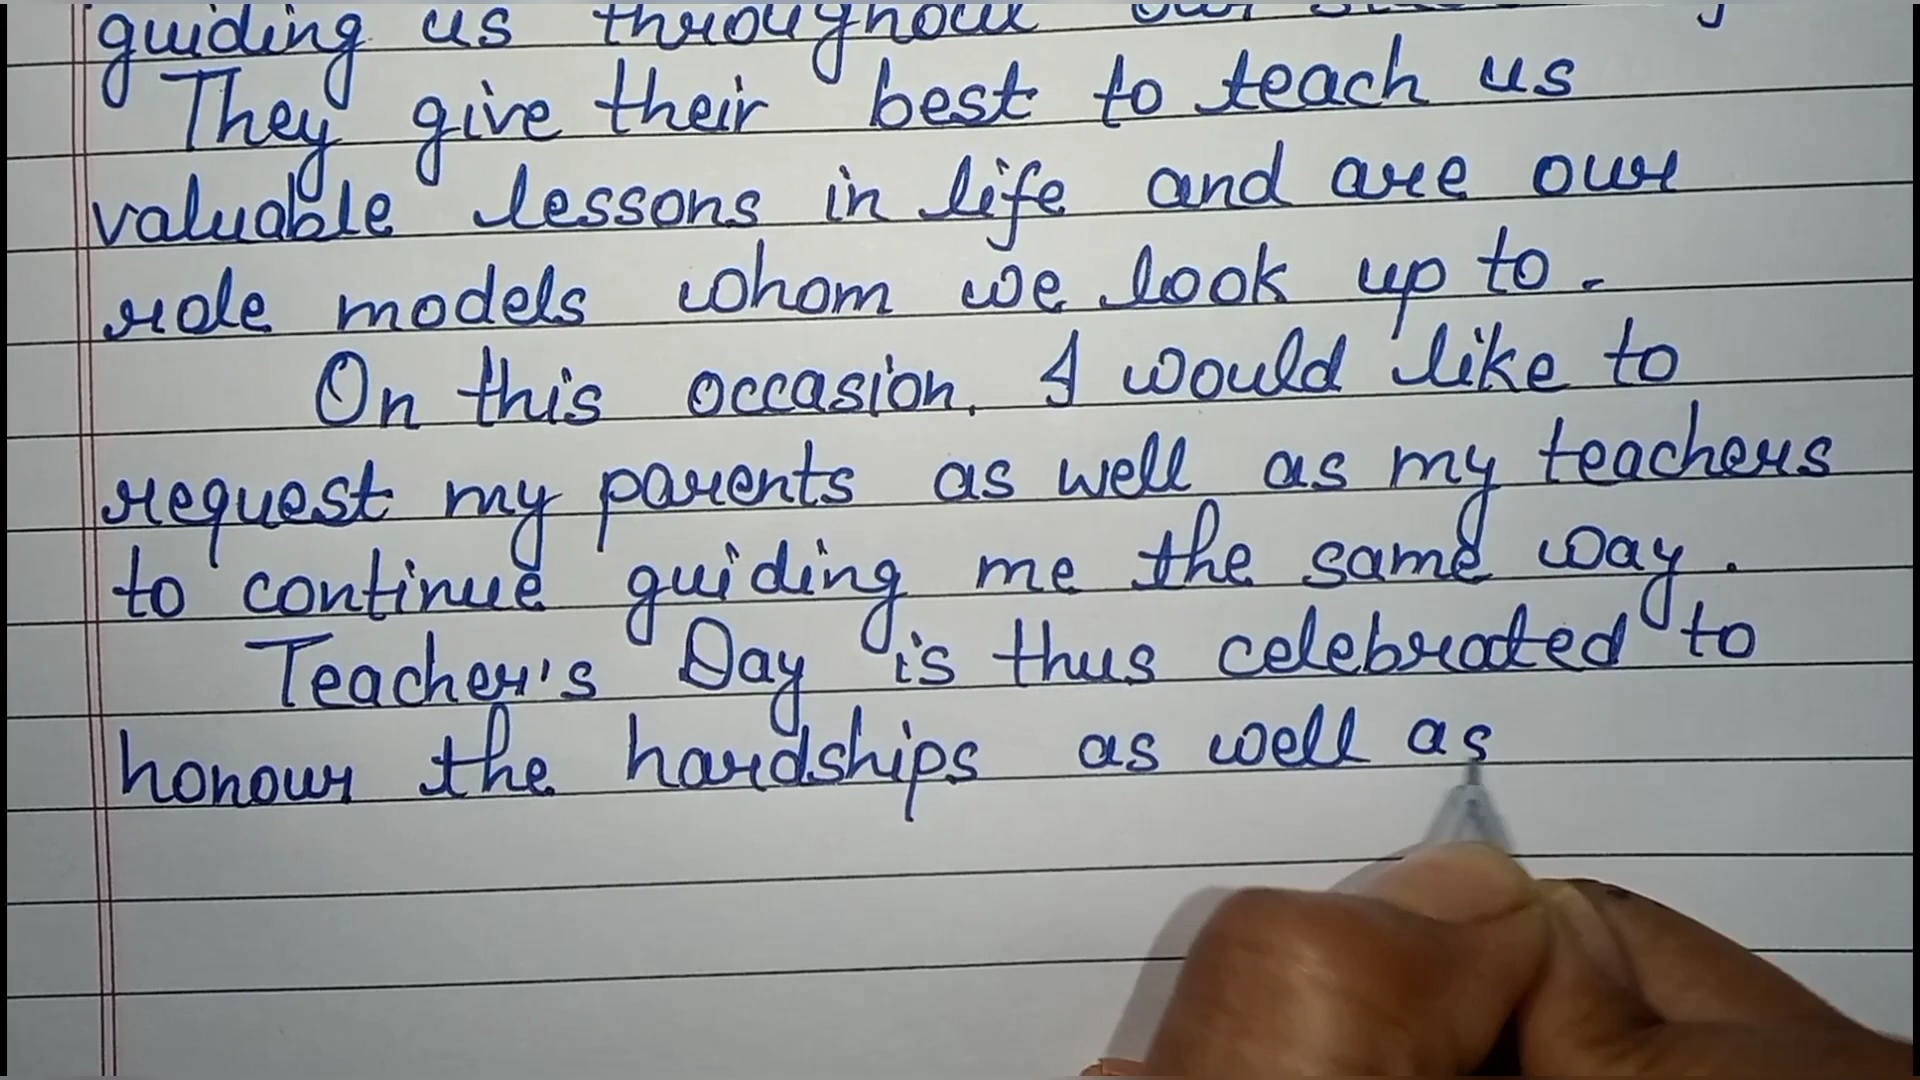 guiding us throughout our
They give their best to teach us
valuable lessons in life and are our
role models whom we look up to.
On this occasion, I would like to
request my parents as well as my teachers
to continue guiding me the same way.
Teacher's Day is thus celebrated to
honour the hardships as well as